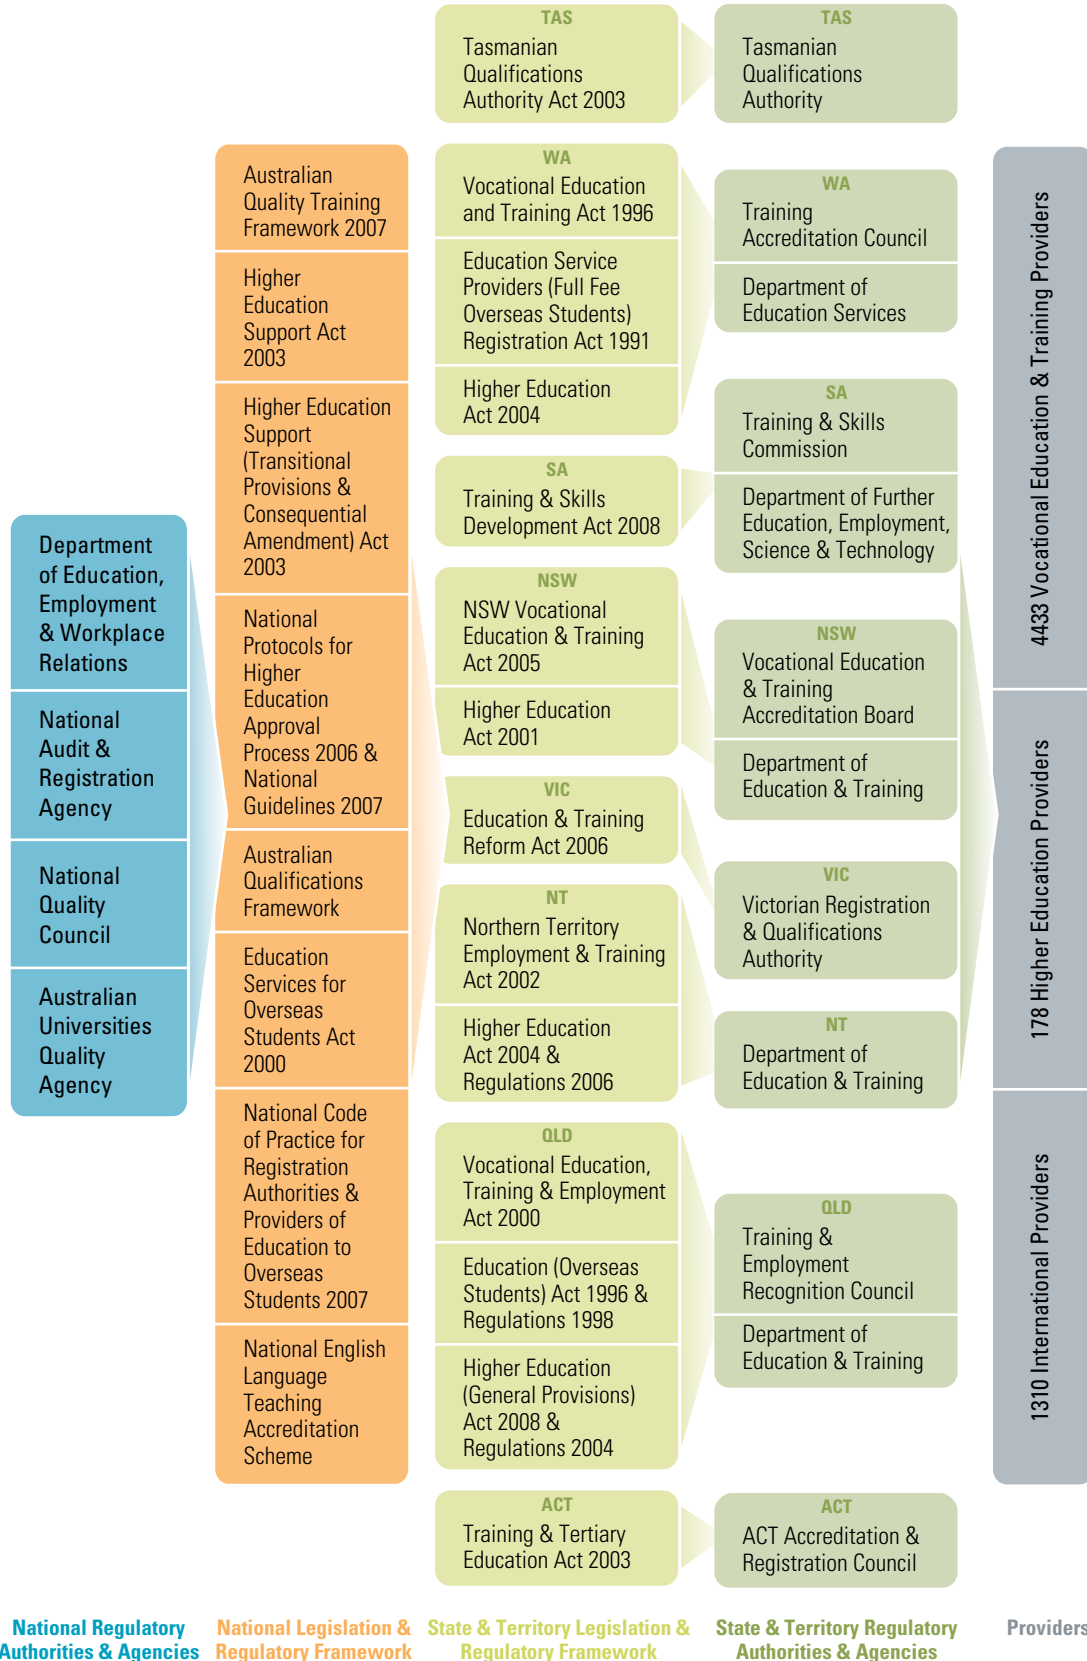 TAS
Tasmanian
Qualifications
Authority Act 2003
TAS
Tasmanian
Qualifications
Authority
Department
of Education,
Employment
& Workplace
Relations
National
Audit &
Registration
Agency
National
Quality
Council
Australian
Universities
Quality
Agency
Australian
Quality Training
Framework 2007
Higher
Education
Support Act
2003
Higher Education
Support
(Transitional
Provisions &
Consequential
Amendment) Act
2003
National
Protocols for
Higher
Education
Approval
Process 2006 &
National
Guidelines 2007
Australian
Qualifications
Framework
Education
Services for
Overseas
Students Act
2000
National Code
of Practice for
Registration
Authorities &
Providers of
Education to
Overseas
Students 2007
National English
Language
Teaching
Accreditation
Scheme
WA
Vocational Education
and Training Act 1996
Education Service
Providers (Full Fee
Overseas Students)
Registration Act 1991
Higher Education
Act 2004
SA
Training & Skills
Development Act 2008
NSW
NSW Vocational
Education & Training
Act 2005
Higher Education
Act 2001
VIC
Education & Training
Reform Act 2006
NT
Northern Territory
Employment & Training
Act 2002
Higher Education
Act 2004 &
Regulations 2006
QLD
Vocational Education,
Training & Employment
Act 2000
Education (Overseas
Students) Act 1996 &
Regulations 1998
Higher Education
(General Provisions)
Act 2008 &
Regulations 2004
ACT
Training & Tertiary
Education Act 2003
WA
Training
Accreditation Council
Department of
Education Services
SA
Training & Skills
Commission
Department of Further
Education, Employment,
Science & Technology
NSW
Vocational Education
& Training
Accreditation Board
Department of
Education & Training
VIC
Victorian Registration
& Qualifications
Authority
NT
Department of
Education & Training
QLD
Training &
Employment
Recognition Council
Department of
Education & Training
ACT
ACT Accreditation &
Registration Council
4433 Vocational Education & Training Providers
178 Higher Education Providers
1310 International Providers
National Regulatory
Authorities & Agencies
National Legislation &
Regulatory Framework
State & Territory Legislation &
Regulatory Framework
State & Territory Regulatory
Authorities & Agencies
Providers